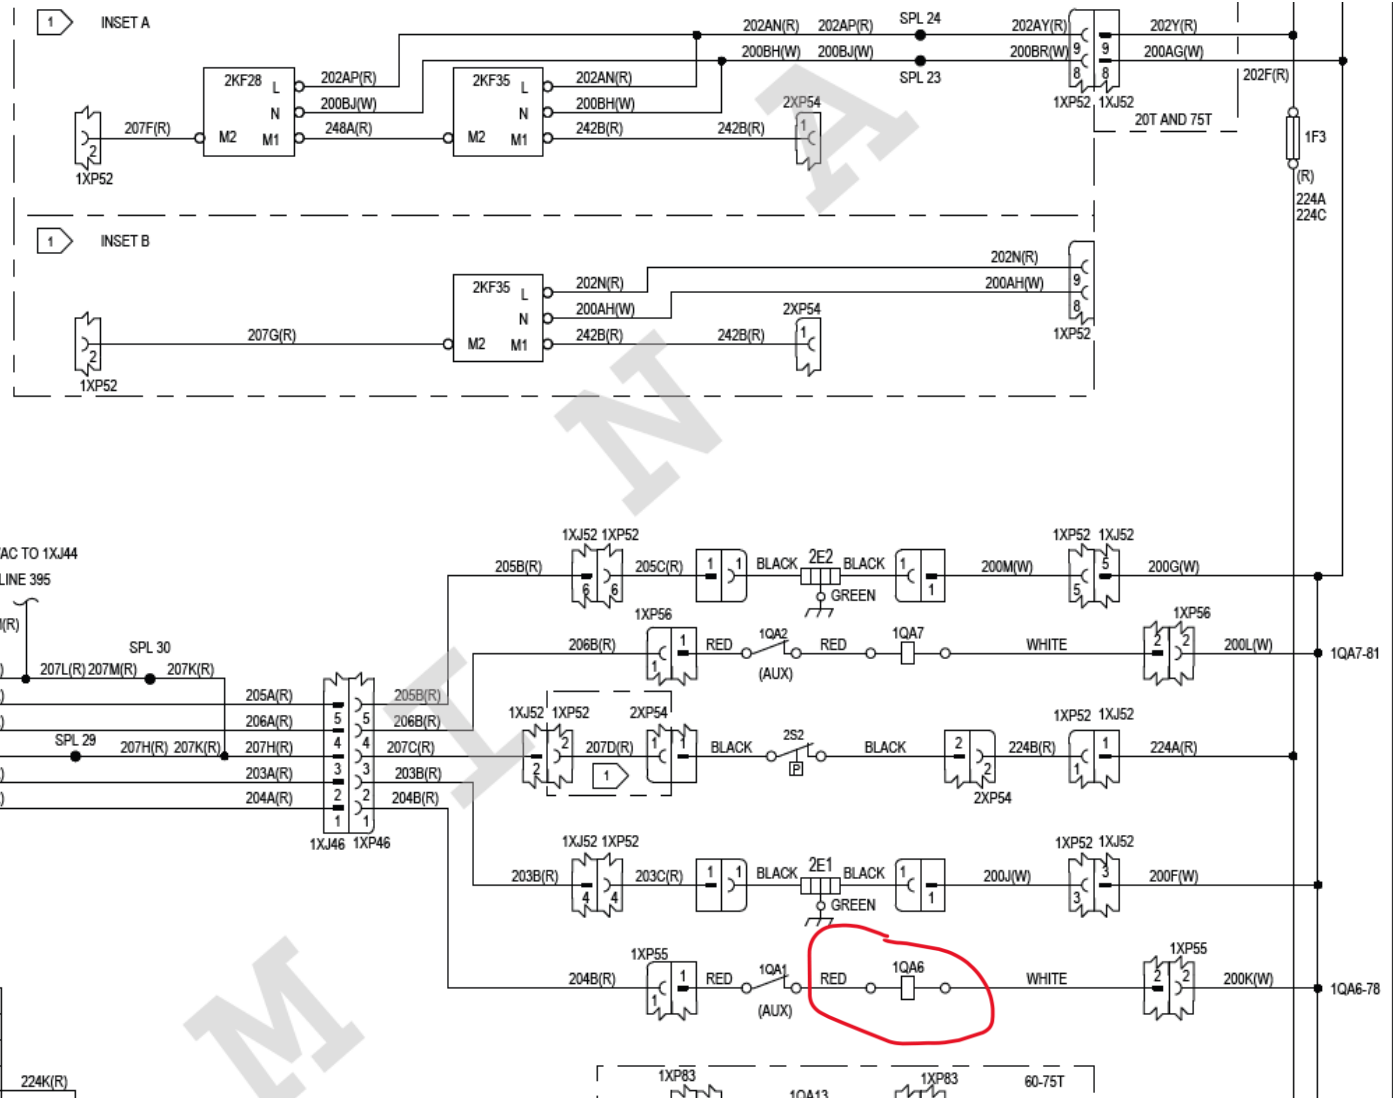 1 INSET A
202AN(R) 202AP(R) SPL 24 202AY(R) 202Y(R)
200BH(W) 200BJ(W) 200BR(W) 9 9 200AG(W)
2KF28 L 202AP(R) 2KF35 L 202AN(R) SPL 23 8 8 202F(R)
N 200BJ(W) N 200BH(W) 2XP54 1XP52 1XJ52
207F(R) M2 M1 248A(R) M2 M1 242B(R) 242B(R) 1 20T AND 75T 1F3
2
1XP52 (R)
224A
224C
1 INSET B
202N(R)
2KF35 L 202N(R) 200AH(W) 9
N 200AH(W) 2XP54 8
207G(R) M2 M1 242B(R) 242B(R) 1 1XP52
2
1XP52
AC TO 1XJ44
LINE 395
(R)
1XJ52 1XP52 2E2 1XP52 1XJ52
205B(R) 205C(R) 1 1 BLACK BLACK 1 200M(W) 5 200G(W)
6 6 GREEN 1 5
1XP56 1XP56
206B(R) 1 RED 1QA2 RED 1QA7 WHITE 2 2 200L(W) 1QA7-81
1 (AUX)
SPL 30
207L(R) 207M(R) 207K(R)
205A(R) 5 5 205B(R)
206A(R) 4 4 206B(R)
SPL 29 207H(R) 207K(R) 207H(R) 3 3 207C(R)
203A(R) 2 2 203B(R)
204A(R) 1 1 204B(R)
1XJ46 1XP46
1XJ52 1XP52 2XP54 1XP52 1XJ52
2 207D(R) 1 1 BLACK 2S2 BLACK 2 224B(R) 1 224A(R)
2 1 P 2 1
2XP54
1XJ52 1XP52 2E1 1XP52 1XJ52
203B(R) 203C(R) 1 1 BLACK BLACK 1 200J(W) 3 200F(W)
4 4 GREEN 1 3
1XP55 1XP55
204B(R) 1 RED 1QA1 RED 1QA6 WHITE 2 2 200K(W) 1QA6-78
1 (AUX)
224K(R)
1XP83 1QA13 1XP83 60-75T
M I N A